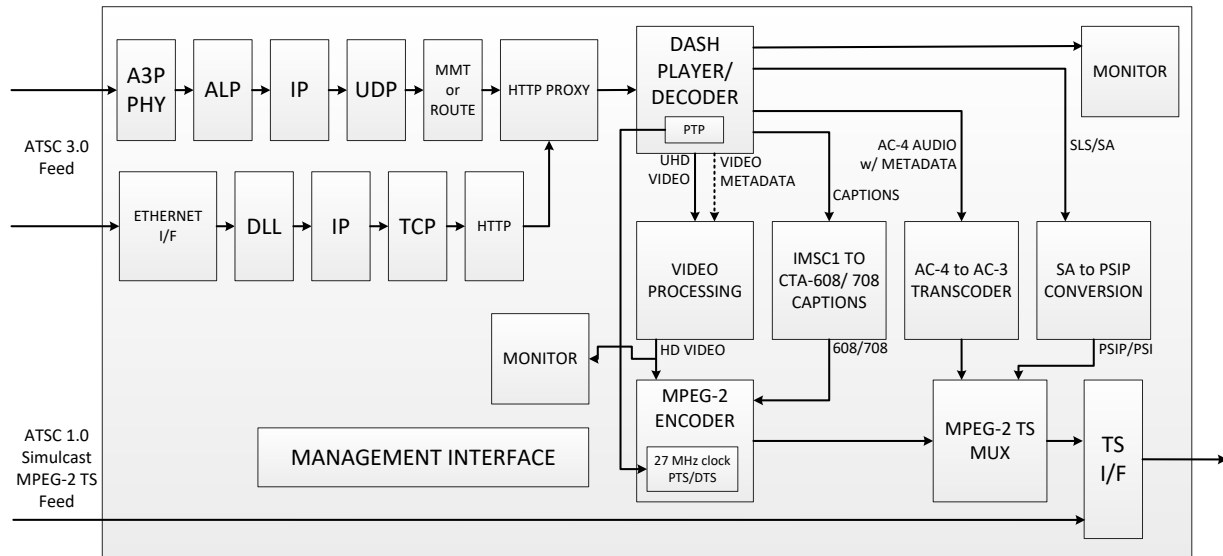 A3P
PHY
ALP
IP
UDP
MMT
or
ROUTE
HTTP PROXY
DASH
PLAYER/
DECODER
PTP
MONITOR
ATSC 3.0
Feed
ETHERNET
I/F
DLL
IP
TCP
HTTP
UHD
VIDEO
VIDEO
METADATA
CAPTIONS
AC-4 AUDIO
w/ METADATA
SLS/SA
VIDEO
PROCESSING
IMSC1 TO
CTA-608/ 708
CAPTIONS
AC-4 to AC-3
TRANSCODER
SA to PSIP
CONVERSION
MONITOR
HD VIDEO
608/708
PSIP/PSI
MPEG-2
ENCODER
27 MHz clock
PTS/DTS
MPEG-2 TS
MUX
TS
I/F
MANAGEMENT INTERFACE
ATSC 1.0
Simulcast
MPEG-2 TS
Feed